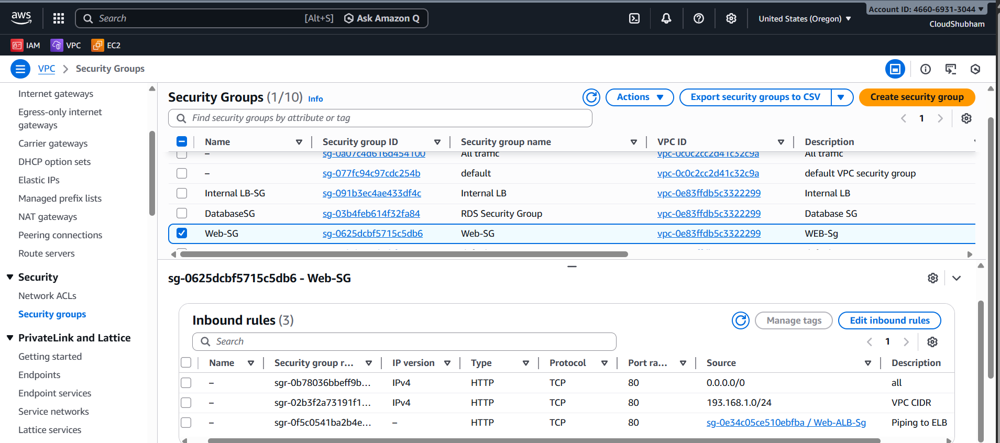 aws
Search [Alt+S] Ask Amazon Q
United States (Oregon)
Account ID: 4660-6931-3044
CloudShubham
IAM VPC EC2
VPC > Security Groups
Internet gateways
Egress-only internet
gateways
Carrier gateways
DHCP option sets
Elastic IPs
Managed prefix lists
NAT gateways
Peering connections
Route servers
Security
Network ACLs
Security groups
PrivateLink and Lattice
Getting started
Endpoints
Endpoint services
Service networks
Lattice services
Security Groups (1/10) Info
Actions
Export security groups to CSV
Create security group
Find security groups by attribute or tag
1
Name Security group ID Security group name VPC ID Description
– sg-0a07c4d616d454100 All traffic vpc-0c0c2cc2d41c32c9a All traffic
– sg-077fc94c97cdc254b default vpc-0c0c2cc2d41c32c9a default VPC security group
Internal LB-SG sg-091b3ec4ae433df4c Internal LB vpc-0e83ffdb5c3322299 Internal LB
DatabaseSG sg-03b4feb614f32fa84 RDS Security Group vpc-0e83ffdb5c3322299 Database SG
Web-SG sg-0625dcbf5715c5db6 Web-SG vpc-0e83ffdb5c3322299 WEB-Sg
sg-0625dcbf5715c5db6 - Web-SG
Inbound rules (3)
Manage tags
Edit inbound rules
Search
1
Name Security group r... IP version Type Protocol Port ra... Source Description
– sgr-0b78036bbeff9b... IPv4 HTTP TCP 80 0.0.0.0/0 all
– sgr-02b3f2a73191f1... IPv4 HTTP TCP 80 193.168.1.0/24 VPC CIDR
– sgr-0f5c0541ba2b4e... – HTTP TCP 80 sg-0e34c05ce510ebfba / Web-ALB-Sg Piping to ELB